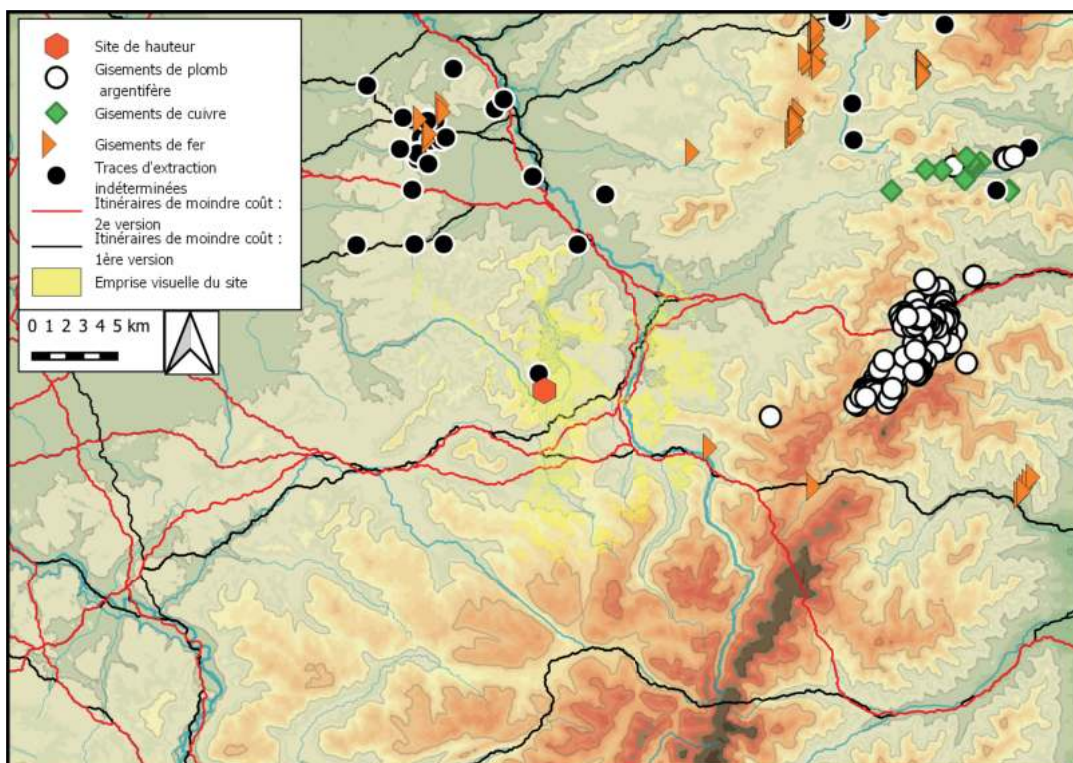 Site de hauteur
Gisements de plomb
argentifère
Gisements de cuivre
Gisements de fer
Traces d'extraction
indéterminées
Itinéraires de moindre coût :
2e version
Itinéraires de moindre coût :
1ère version
Emprise visuelle du site
0 1 2 3 4 5 km